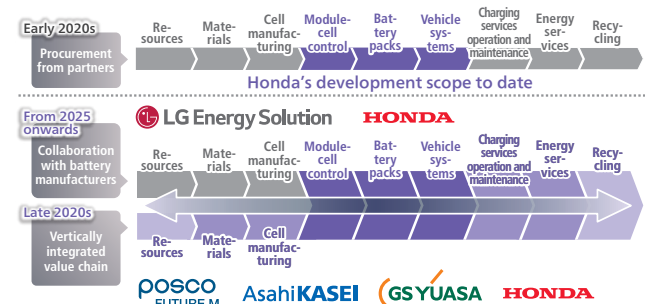 Early 2020s
Procurement
from partners
Re-
sources
Mate-
rials
Cell
manufac-
turing
Module-
cell
control
Bat-
tery
packs
Vehicle
sys-
tems
Charging
services
operation and
maintenance
Energy
ser-
vices
Recy-
cling
Honda's development scope to date
From 2025
onwards
Collaboration
with battery
manufacturers
LG Energy Solution
HONDA
Re-
sources
Mate-
rials
Cell
manufac-
turing
Module-
cell
control
Bat-
tery
packs
Vehicle
sys-
tems
Charging
services
operation and
maintenance
Energy
ser-
vices
Recy-
cling
Late 2020s
Vertically
integrated
value chain
Re-
sources
Mate-
rials
Cell
manufac-
turing
posco
FUTURE M
AsahiKASEI
GS YUASA
HONDA